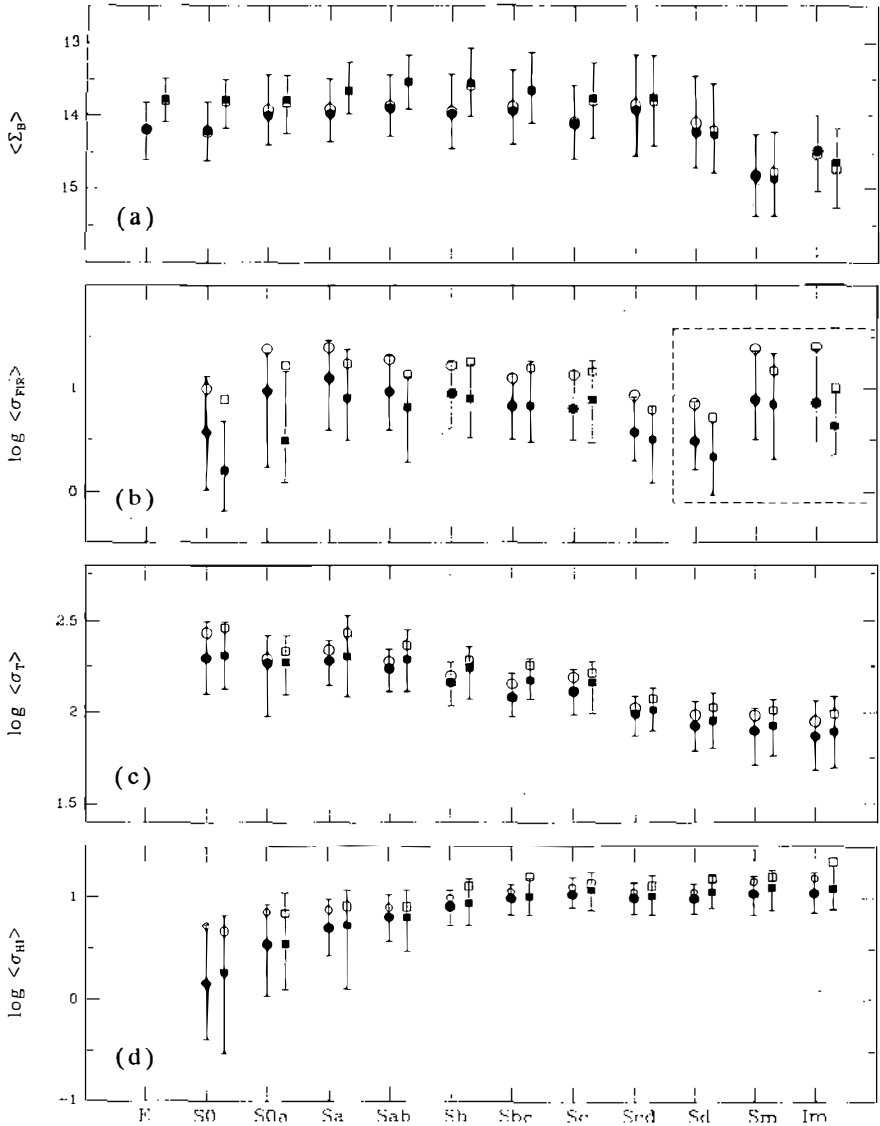 13
14
15
<Σ_B>
(a)
1
0
log <σ_FIR>
(b)
2.5
2
1.5
log <σ_T>
(c)
1
0
-1
log <σ_HI>
(d)
E S0 S0a Sa Sab Sb Sbc Sc Scd Sd Sm Im